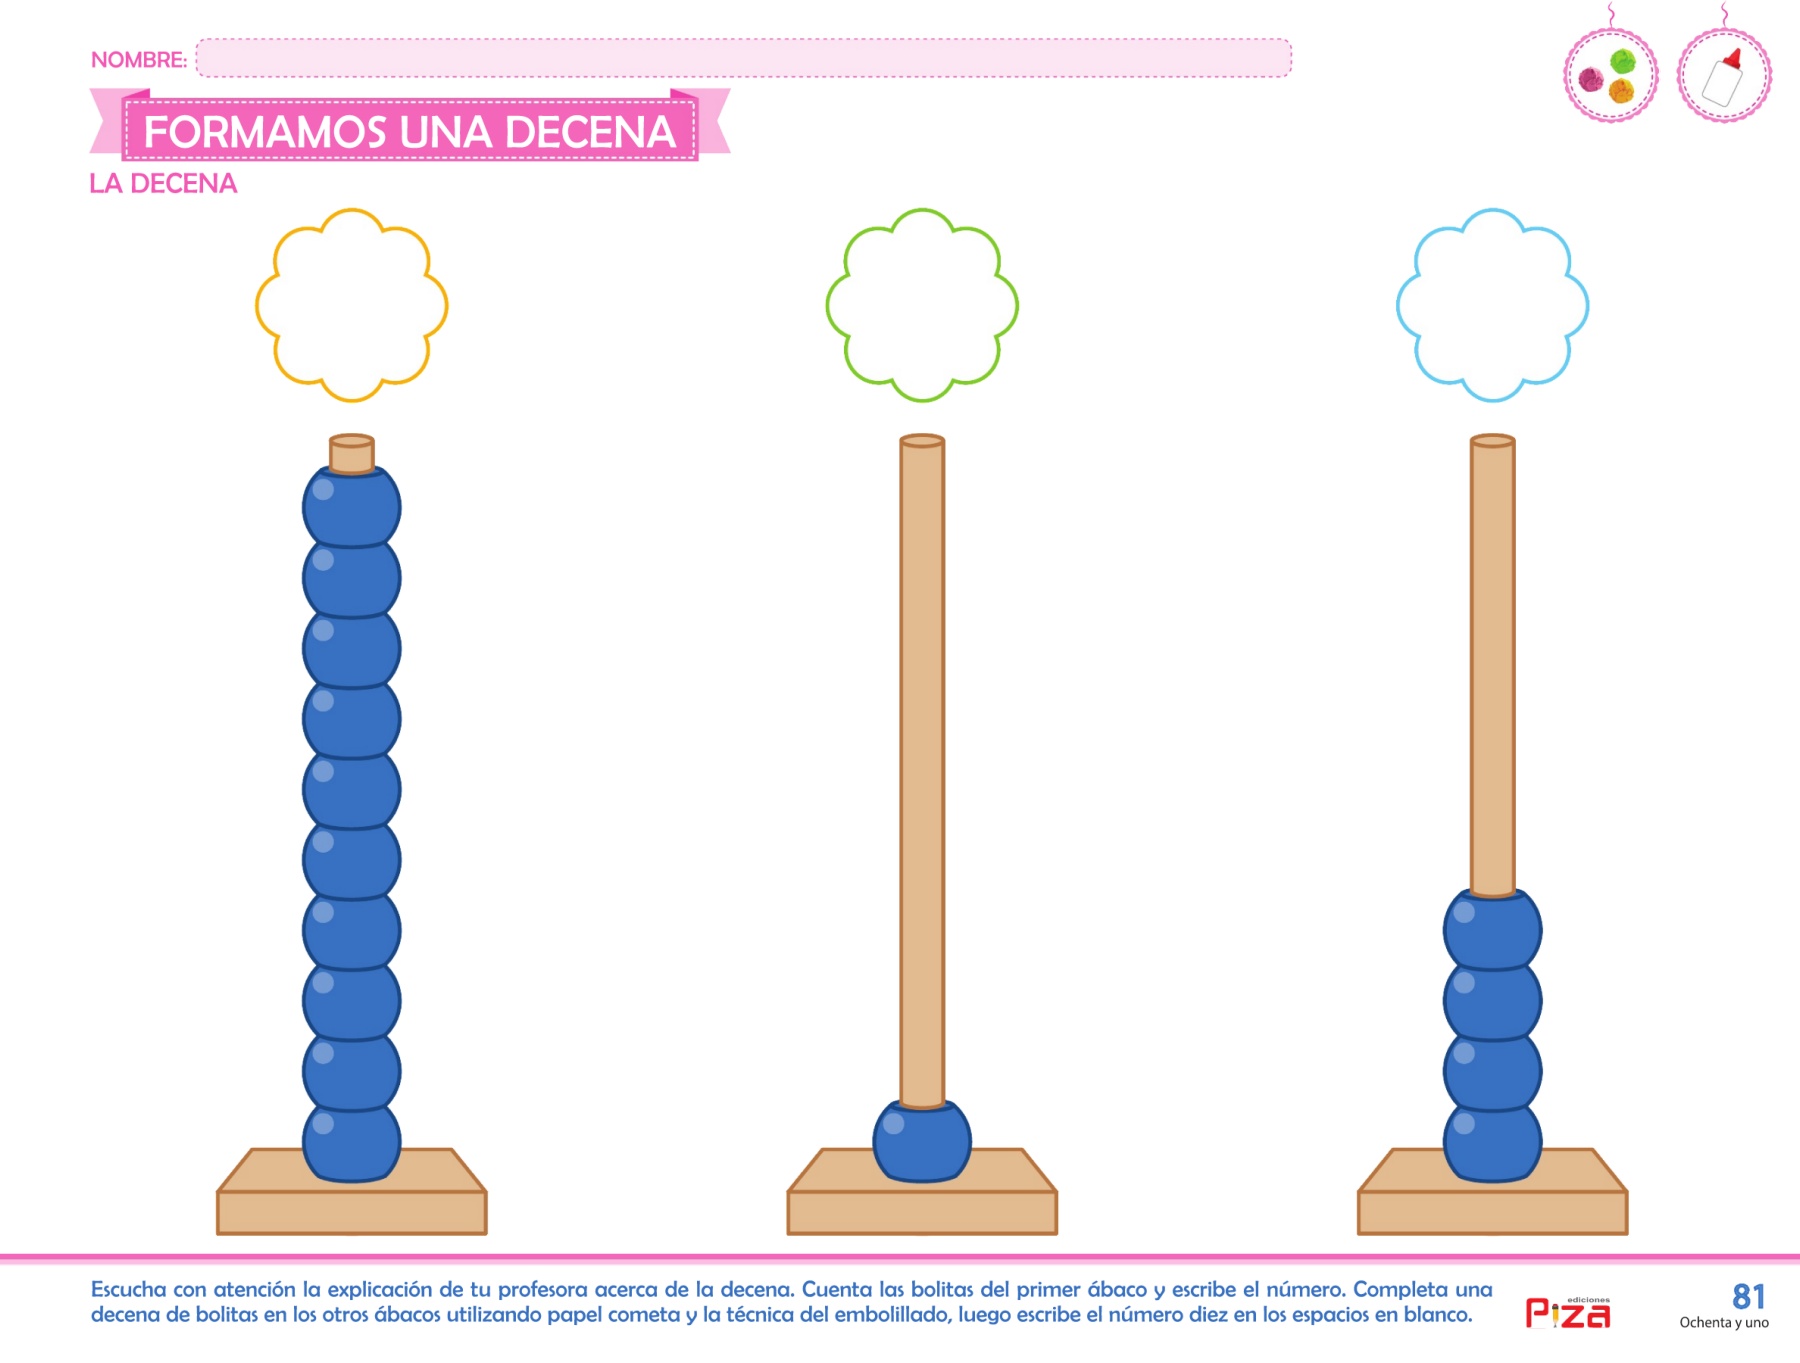 NOMBRE:
FORMAMOS UNA DECENA
LA DECENA
Escucha con atención la explicación de tu profesora acerca de la decena. Cuenta las bolitas del primer ábaco y escribe el número. Completa una
decena de bolitas en los otros ábacos utilizando papel cometa y la técnica del embolillado, luego escribe el número diez en los espacios en blanco.
ediciones
Piza
81
Ochenta y uno